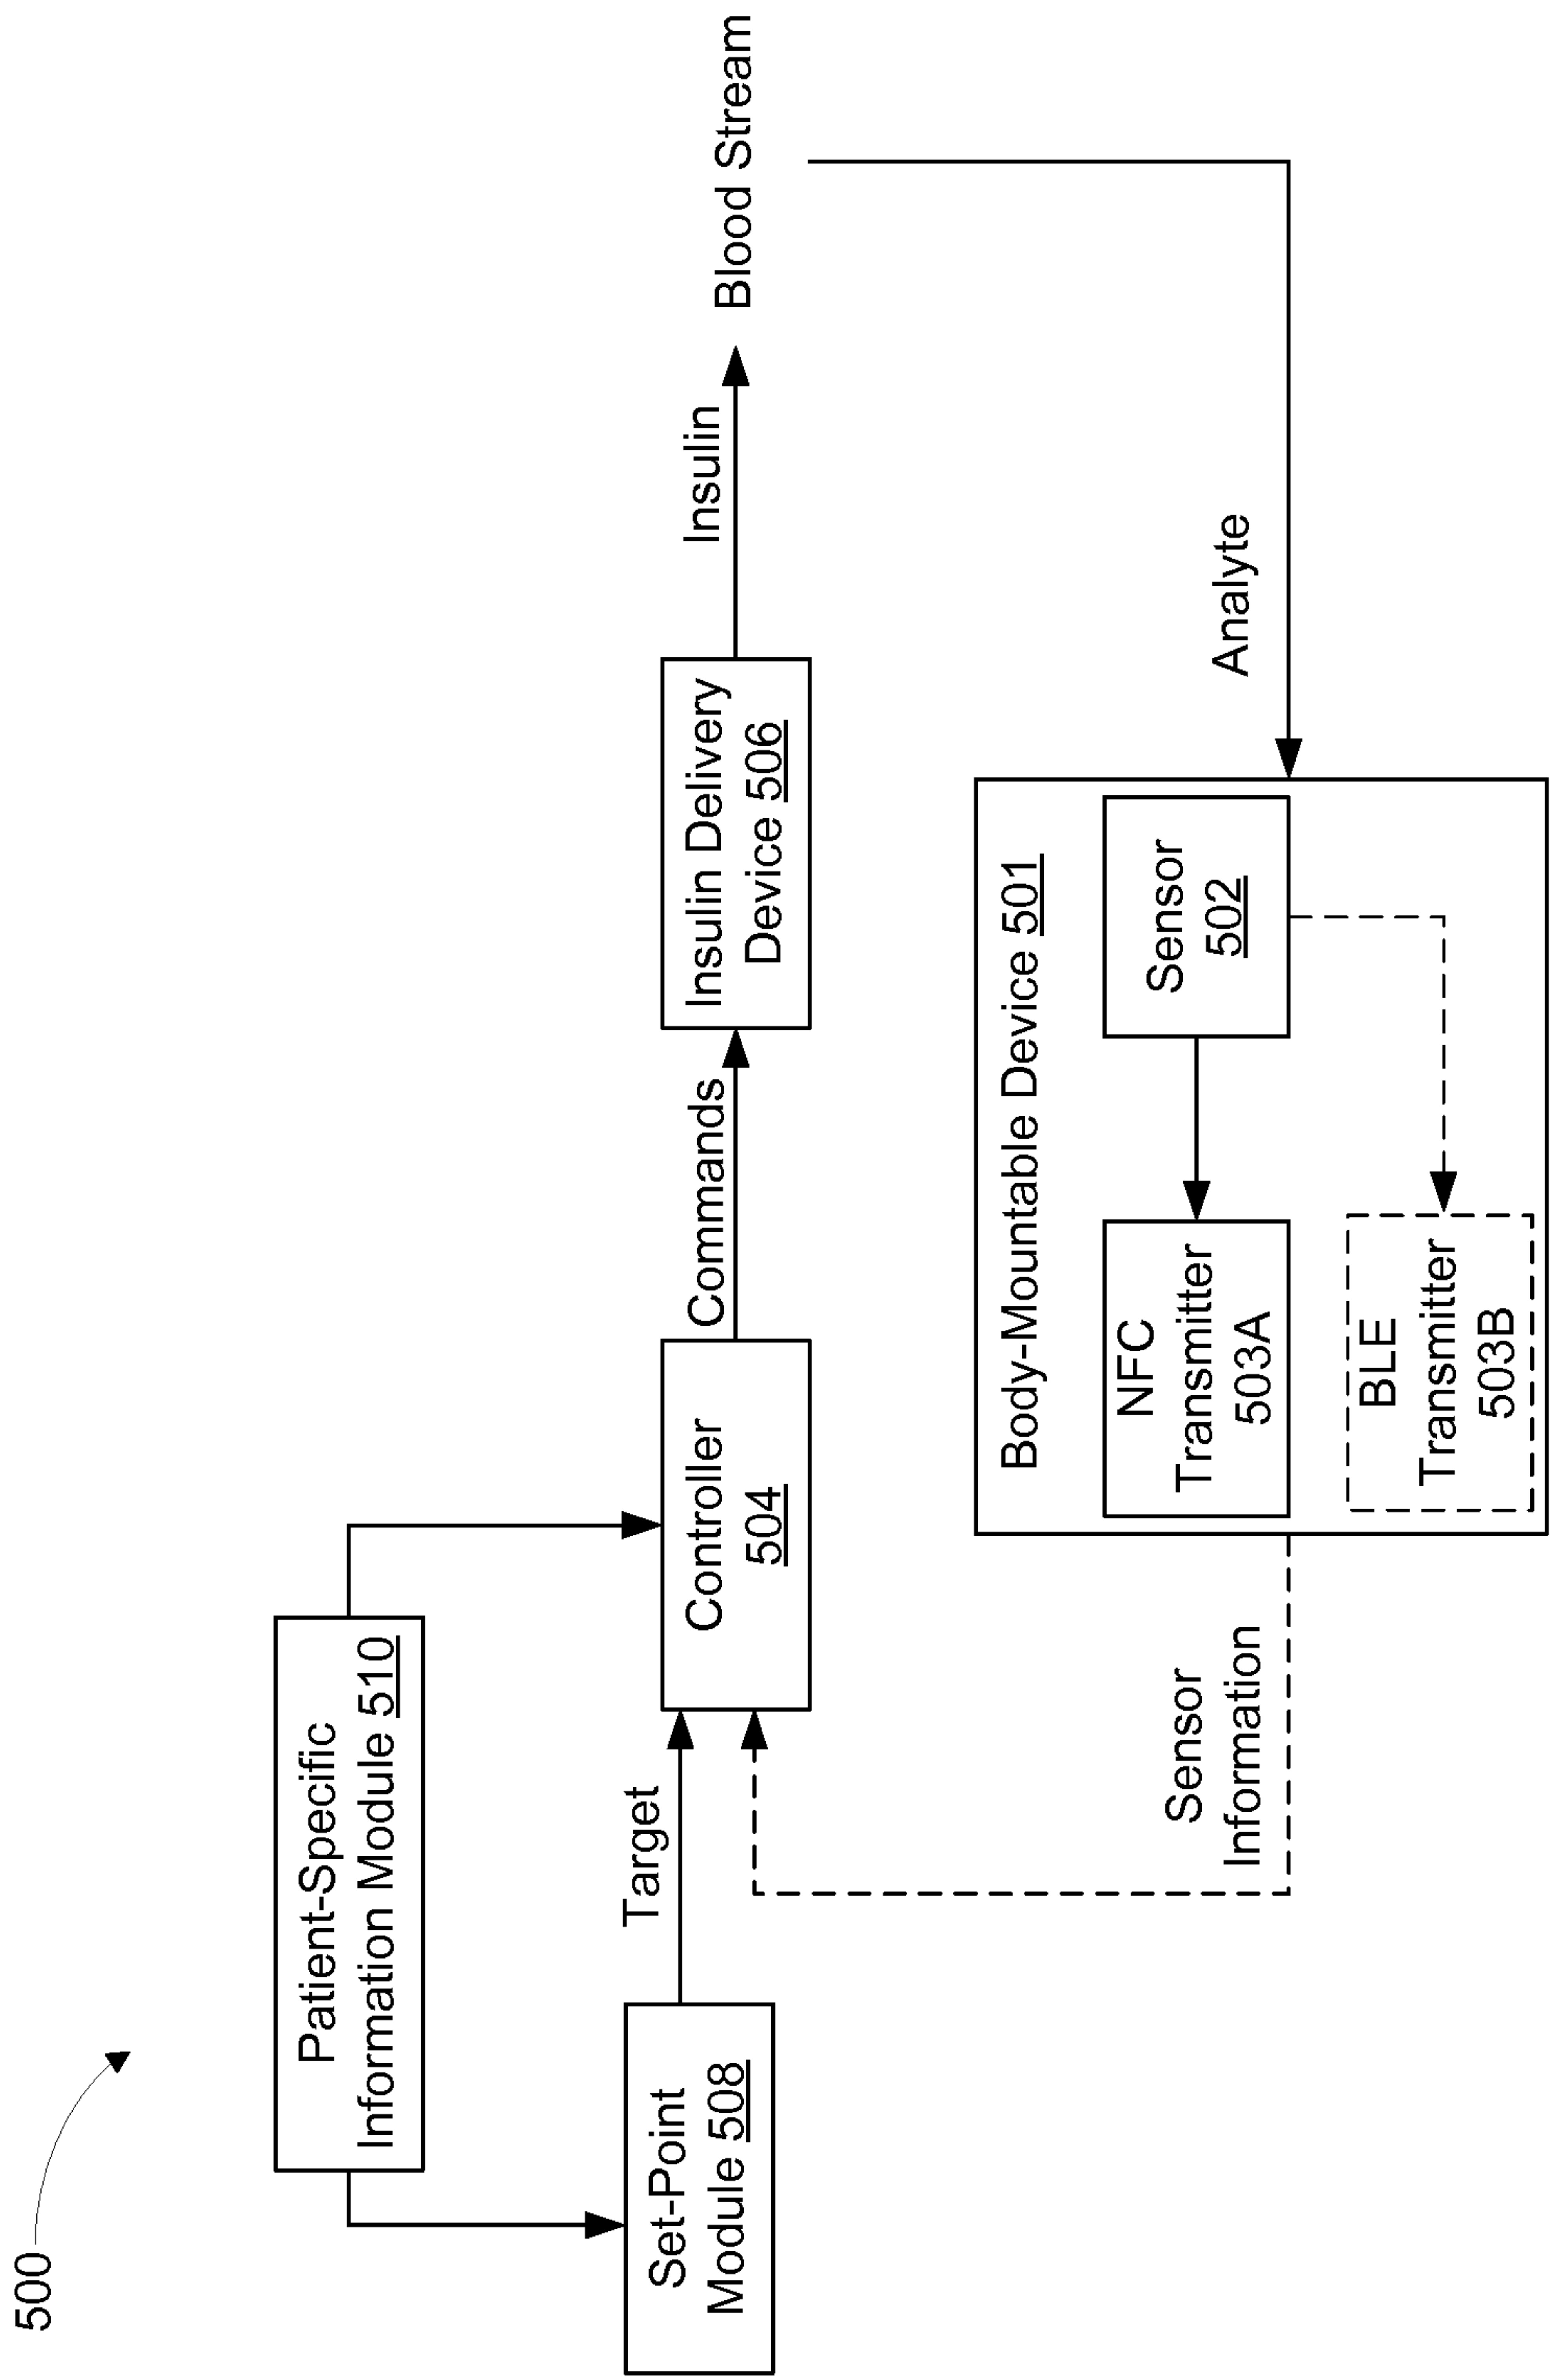 500
Patient-Specific
Information Module 510
Set-Point
Module 508
Target
Controller
504
Commands
Insulin Delivery
Device 506
Insulin
Blood Stream
Sensor
Information
Body-Mountable Device 501
NFC
Transmitter
503A
Sensor
502
BLE
Transmitter
503B
Analyte